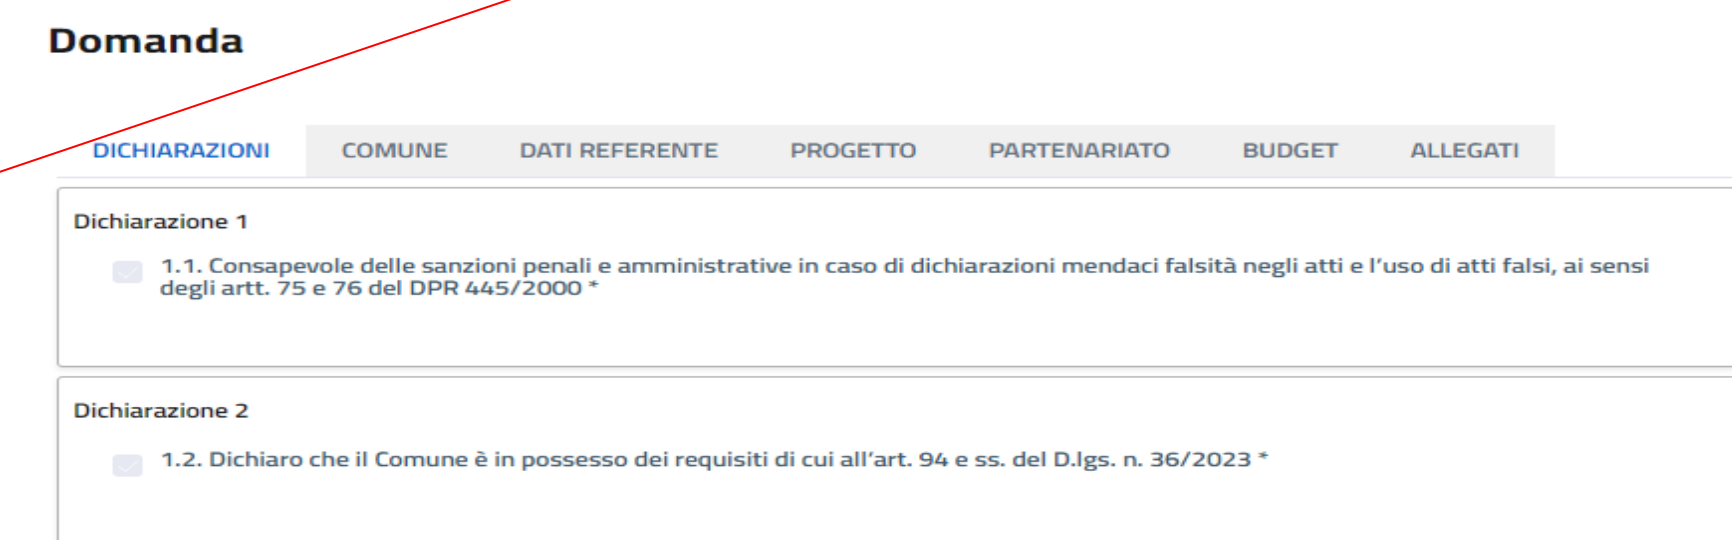 Domanda
DICHIARAZIONI COMUNE DATI REFERENTE PROGETTO PARTENARIATO BUDGET ALLEGATI
Dichiarazione 1
1.1. Consapevole delle sanzioni penali e amministrative in caso di dichiarazioni mendaci falsità negli atti e l'uso di atti falsi, ai sensi
degli artt. 75 e 76 del DPR 445/2000 *
Dichiarazione 2
1.2. Dichiaro che il Comune è in possesso dei requisiti di cui all'art. 94 e ss. del D.lgs. n. 36/2023 *